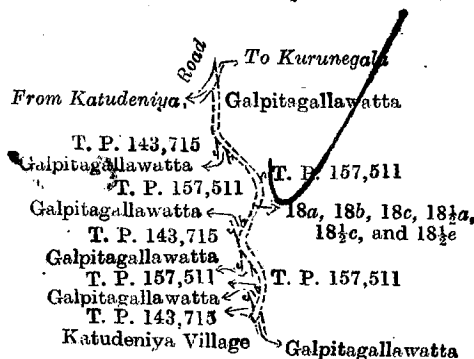 Road
To Kurunegala
From Katudeniya,
Galpitagallawatta
T. P. 143,715
Galpitagallawatta
T. P. 157,511
T. P. 157,511
Galpitagallawatta
18a, 18b, 18c, 18½a,
18½c, and 18½e
T. P. 143,715
Galpitagallawatta
T. P. 157,511
T. P. 157,511
Galpitagallawatta
T. P. 143,715
Katudeniya Village
Galpitagallawatta